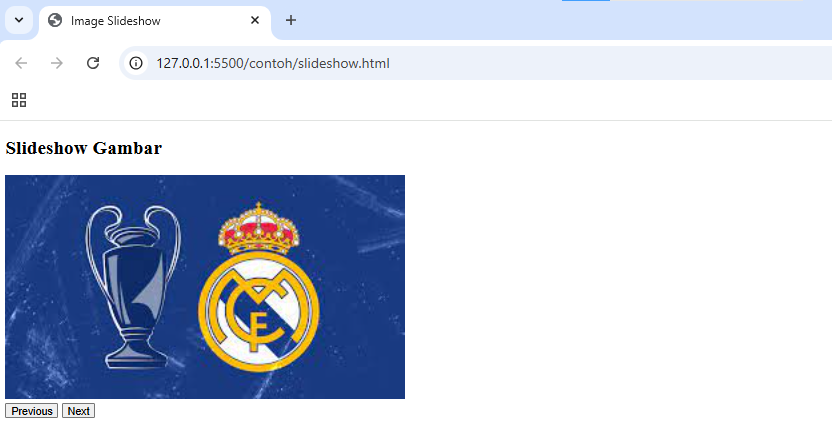 Image Slideshow
127.0.0.1:5500/contoh/slideshow.html
Slideshow Gambar
Previous Next